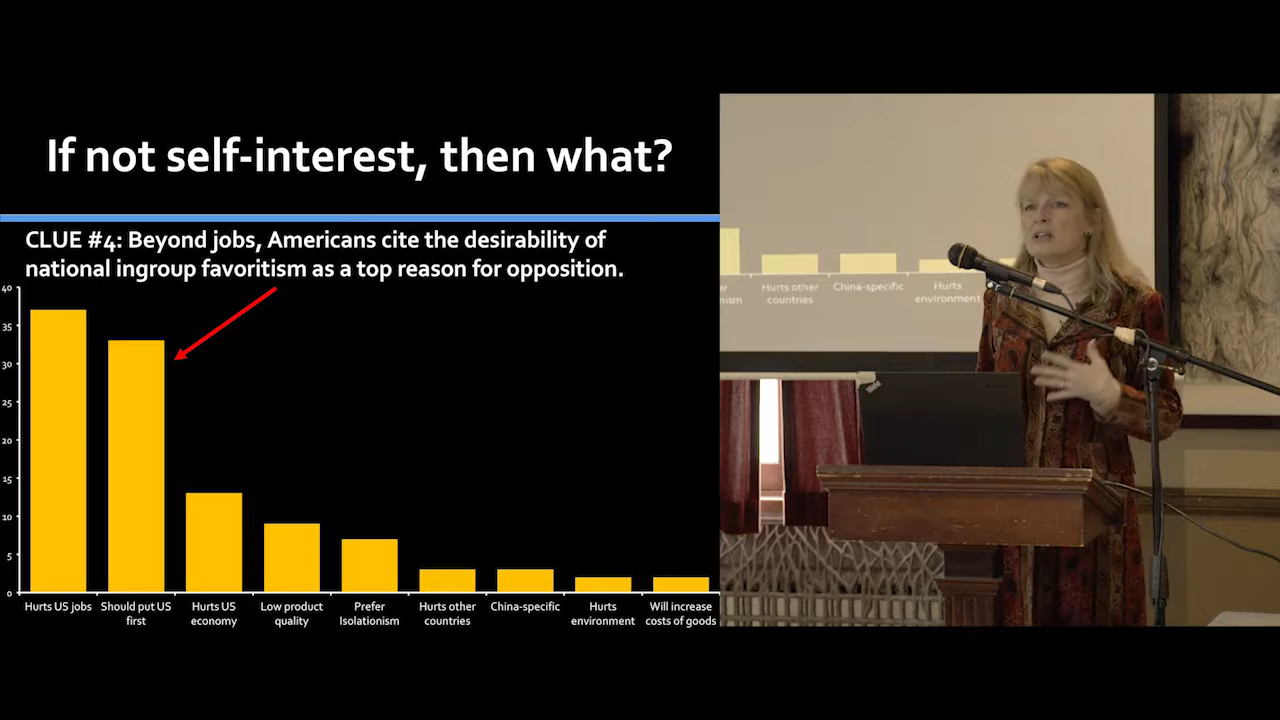 If not self-interest, then what?
CLUE #4: Beyond jobs, Americans cite the desirability of
national ingroup favoritism as a top reason for opposition.
40
35
30
25
20
15
10
5
0
Hurts US jobs
Should put US
first
Hurts US
economy
Low product
quality
Prefer
Isolationism
Hurts other
countries
China-specific
Hurts
environment
Will increase
costs of goods
er
nism
Hurts other
countries
China-specific
Hurts
environment